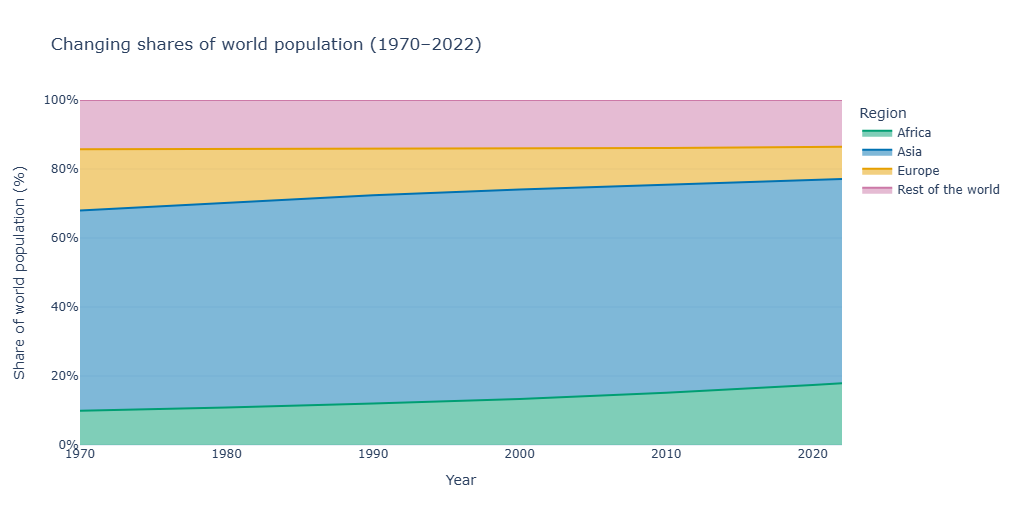 Changing shares of world population (1970–2022)
100%
80%
60%
40%
20%
0%
Share of world population (%)
1970
1980
1990
2000
2010
2020
Year
Region
Africa
Asia
Europe
Rest of the world